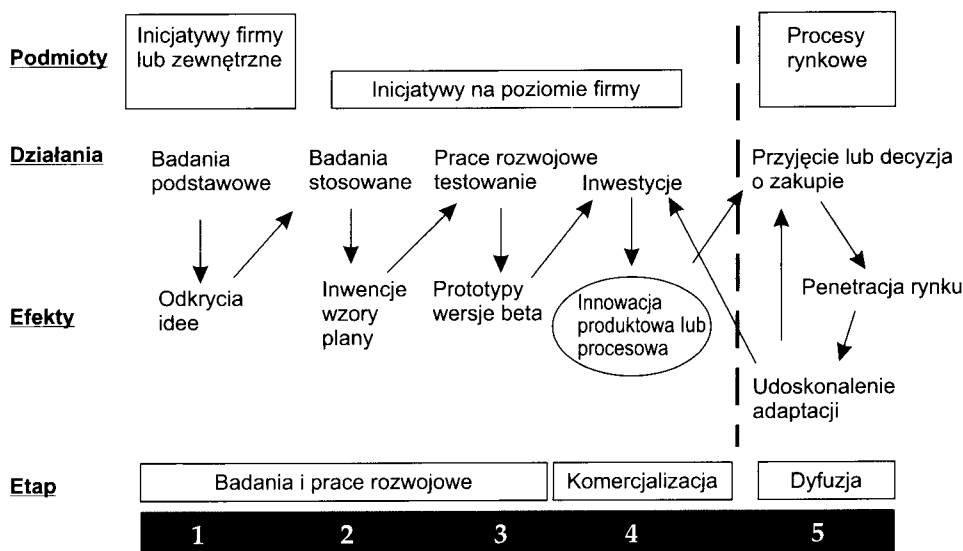 Podmioty
Inicjatywy firmy
lub zewnętrzne
Inicjatywy na poziomie firmy
Procesy
rynkowe
Działania
Badania
podstawowe
Badania
stosowane
Prace rozwojowe
testowanie
Inwestycje
Przyjęcie lub decyzja
o zakupie
Efekty
Odkrycia
idee
Inwencje
wzory
plany
Prototypy
wersje beta
Innowacja
produktowa lub
procesowa
Penetracja rynku
Udoskonalenie
adaptacji
Etap
Badania i prace rozwojowe
Komercjalizacja
Dyfuzja
1 2 3 4 5